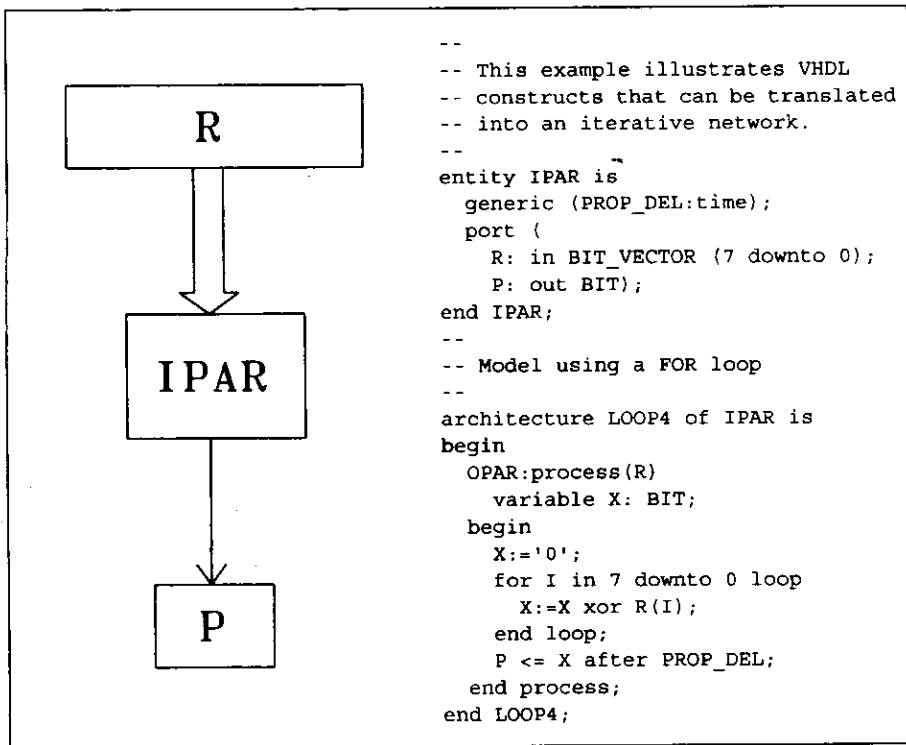 R
IPAR
P
--
-- This example illustrates VHDL
-- constructs that can be translated
-- into an iterative network.
--
entity IPAR is
generic (PROP_DEL:time);
port (
R: in BIT_VECTOR (7 downto 0);
P: out BIT);
end IPAR;
--
-- Model using a FOR loop
--
architecture LOOP4 of IPAR is
begin
OPAR:process(R)
variable X: BIT;
begin
X:='0';
for I in 7 downto 0 loop
X:=X xor R(I);
end loop;
P <= X after PROP_DEL;
end process;
end LOOP4;